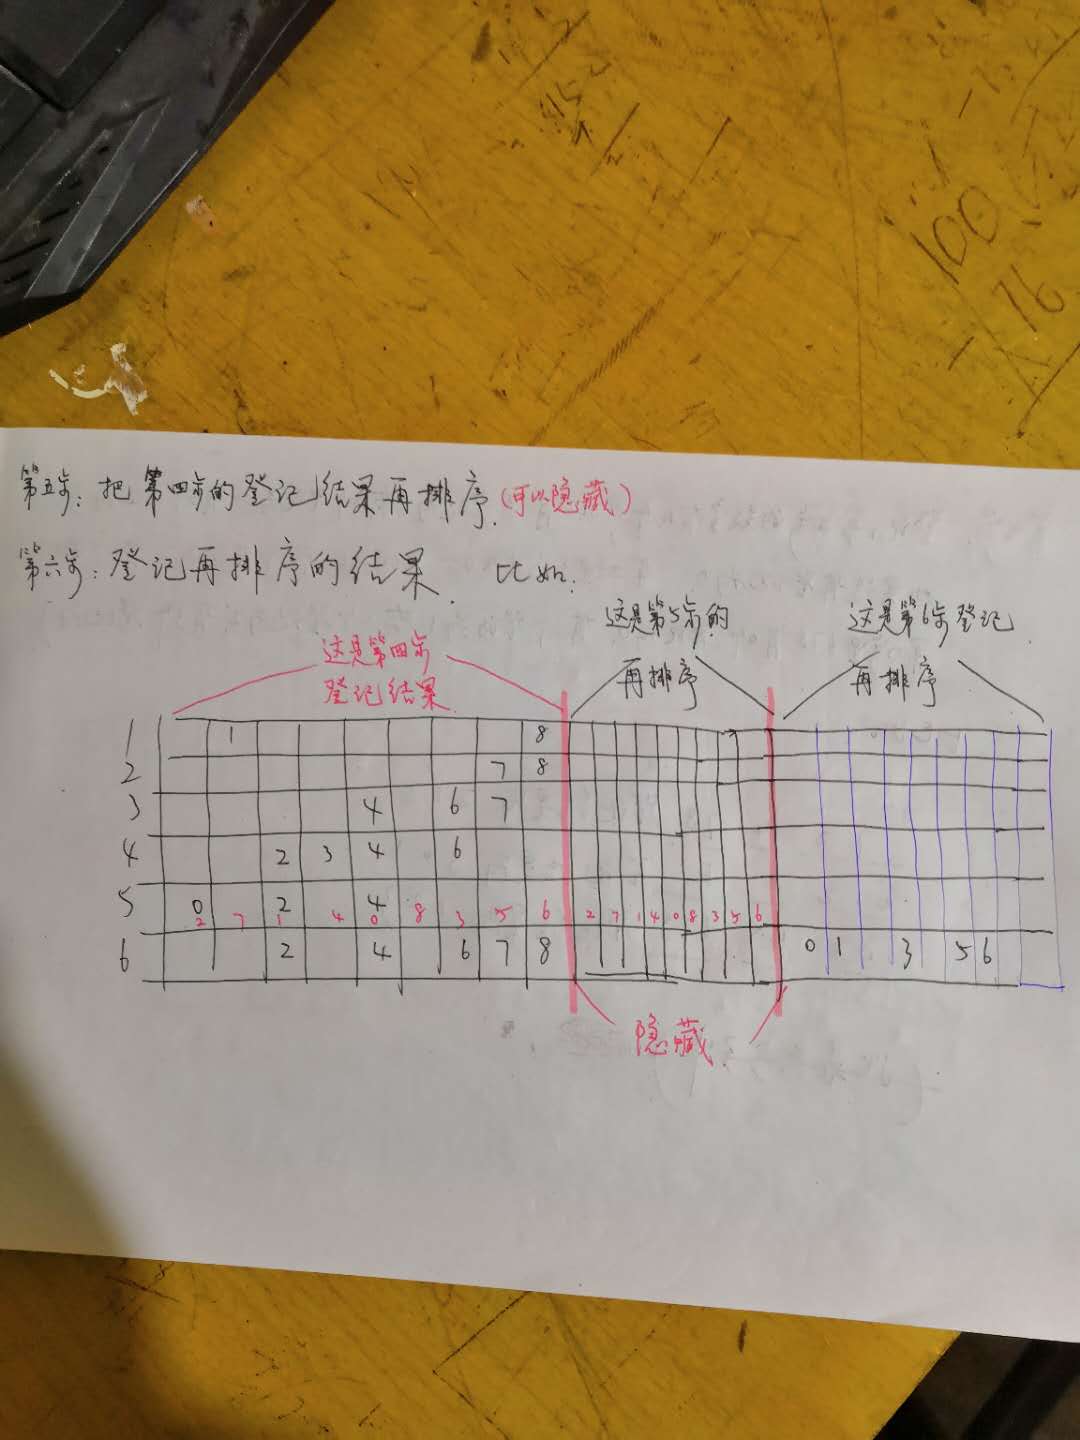 100
16
第五步：把第四步的登记结果再排序.(可以隐藏)
第六步：登记再排序的结果. 比如.
这是第四步
登记结果.
这是第5步的
再排序
这是第6步登记
再排序
1 1 8
2 7 8
3 4 6 7
4 2 3 4 6
5 0 2 4
2 7 1 4 0 8 3 5 6 2 7 1 4 0 8 3 5 6
6 2 4 6 7 8 0 1 3 5 6
隐藏.